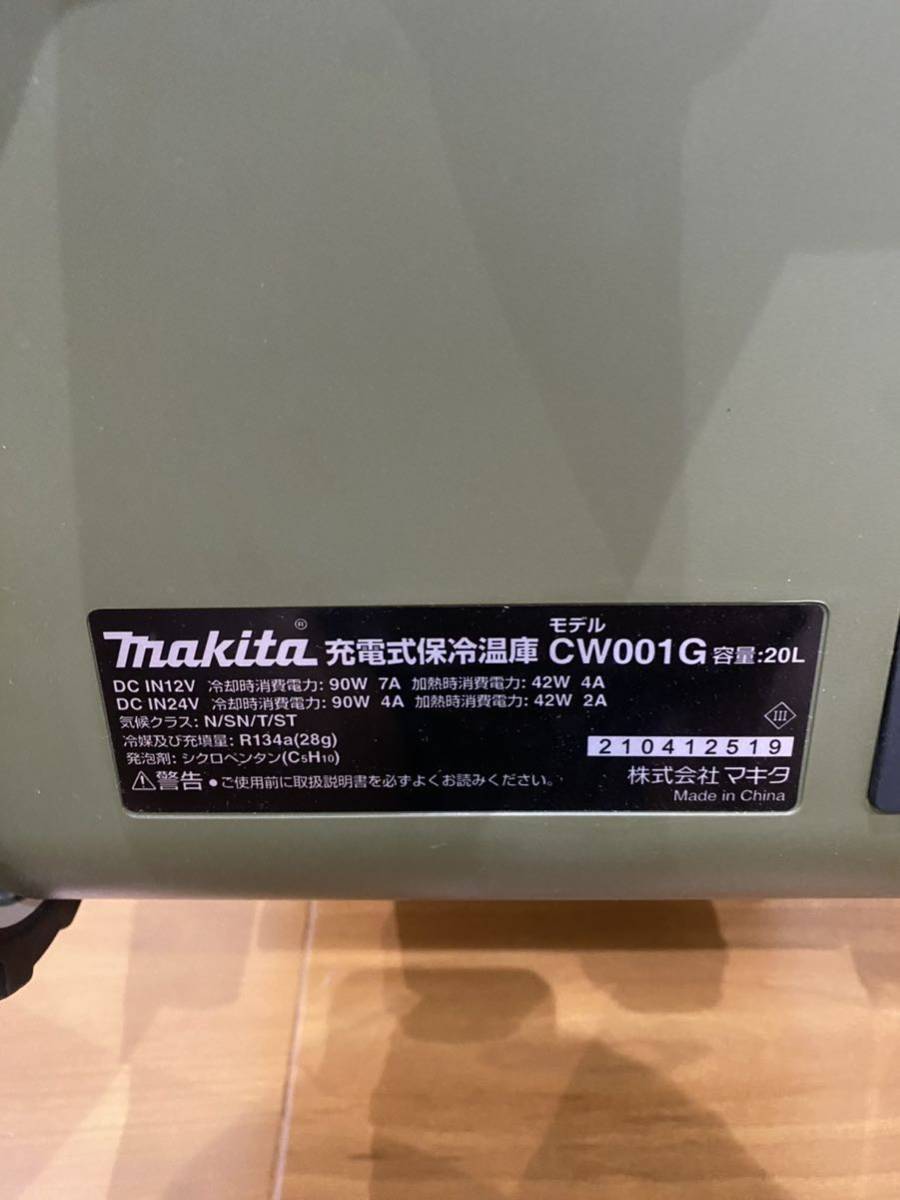 makita® 充電式保冷温庫 モデル CW001G 容量:20L
DC IN12V 冷却時消費電力: 90W 7A 加熱時消費電力: 42W 4A
DC IN24V 冷却時消費電力: 90W 4A 加熱時消費電力: 42W 2A
気候クラス: N/SN/T/ST
III
冷媒及び充填量: R134a(28g)
210412519
発泡剤: シクロペンタン(C5H10)
⚠警告 ●ご使用前に取扱説明書を必ずよくお読みください。
株式会社マキタ
Made in China